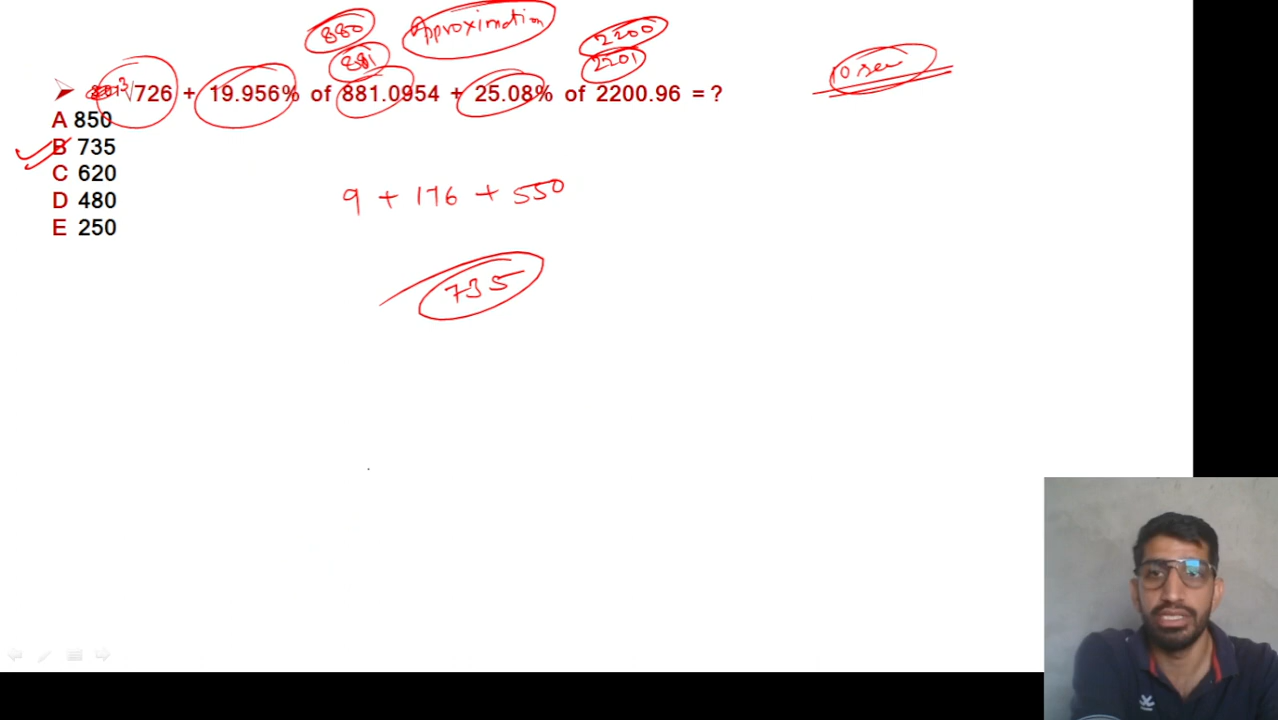 880 Approximation 2200
881 2201 10 sec
➤ ³√726 + 19.956% of 881.0954 + 25.08% of 2200.96 = ?
A 850
B 735
C 620
D 480
E 250
9 + 176 + 550
735